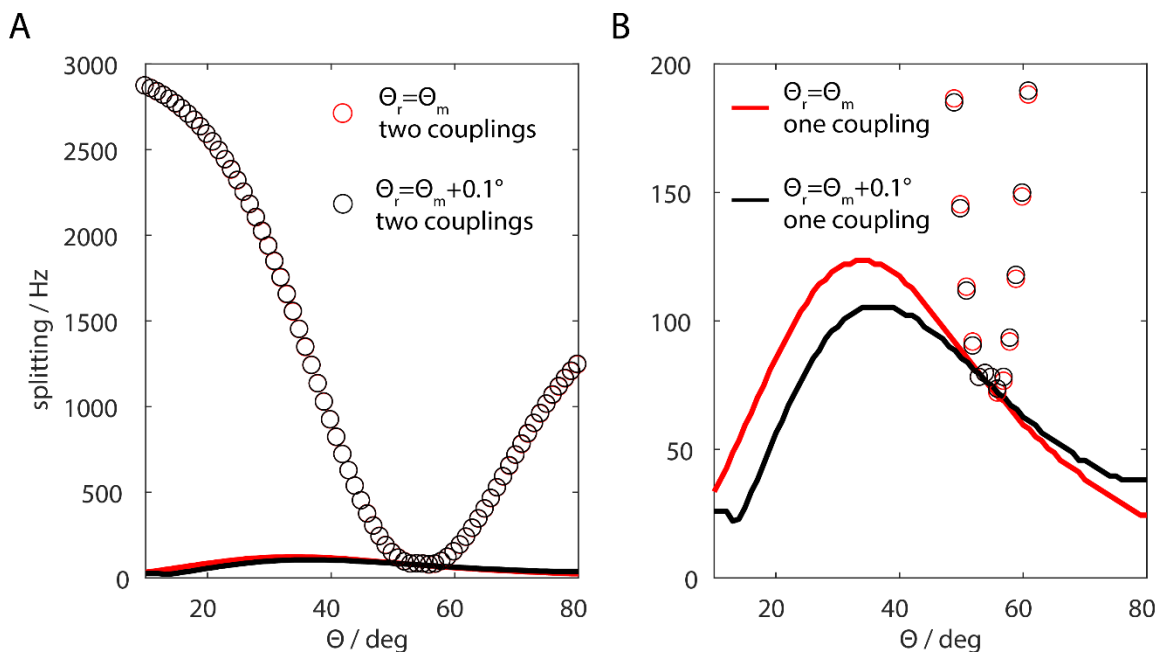 A
B
3000
2500
2000
1500
1000
500
0
splitting / Hz
20
40
60
80
Θ / deg
Θr=Θm
two couplings
Θr=Θm+0.1°
two couplings
200
150
100
50
0
20
40
60
80
Θ / deg
Θr=Θm
one coupling
Θr=Θm+0.1°
one coupling